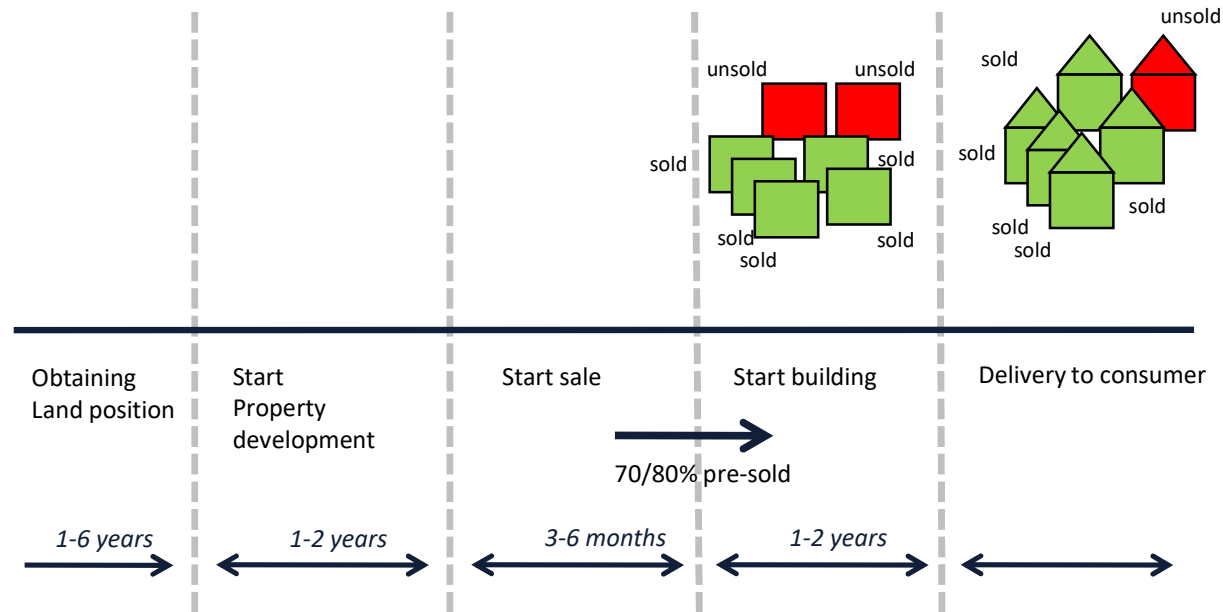 unsold
sold
unsold
unsold
sold
sold
sold
sold
sold
sold
sold
sold
sold
Obtaining
Land position
Start
Property
development
Start sale
Start building
Delivery to consumer
70/80% pre-sold
1-6 years
1-2 years
3-6 months
1-2 years